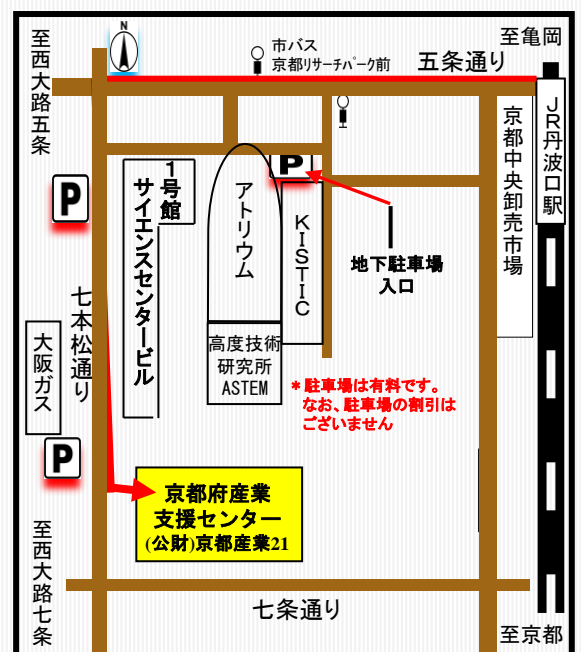 N
市バス
京都リサーチパーク前
五条通り
至亀岡
至西大路五条
JR丹波口駅
京都中央卸売市場
1号館
サイエンスセンタービル
アトリウム
P
KISTIC
地下駐車場
入口
P
七本松通り
大阪ガス
高度技術
研究所
ASTEM
*駐車場は有料です。
なお、駐車場の割引は
ございません
P
京都府産業
支援センター
(公財)京都産業21
至西大路七条
七条通り
至京都